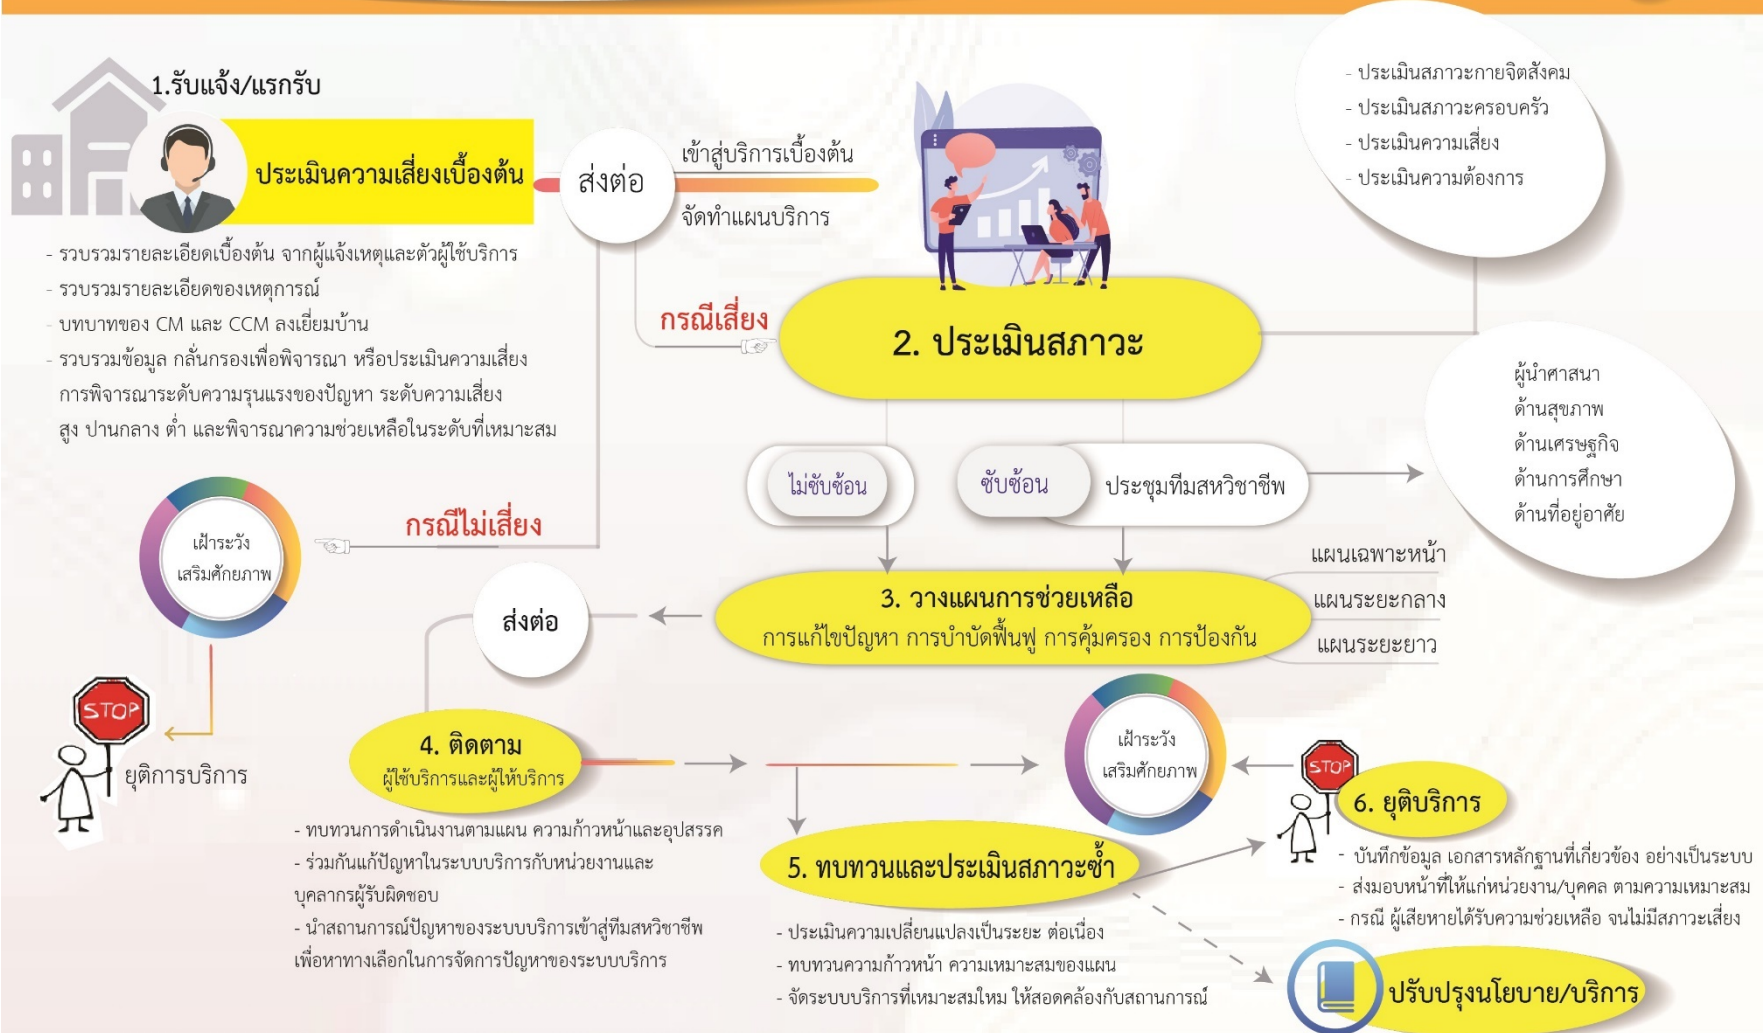 1.รับแจ้ง/แรกรับ
ประเมินความเสี่ยงเบื้องต้น
- รวบรวมรายละเอียดเบื้องต้น จากผู้แจ้งเหตุและตัวผู้ใช้บริการ
- รวบรวมรายละเอียดของเหตุการณ์
- บทบาทของ CM และ CCM ลงเยี่ยมบ้าน
- รวบรวมข้อมูล กลั่นกรองเพื่อพิจารณา หรือประเมินความเสี่ยง
การพิจารณาระดับความรุนแรงของปัญหา ระดับความเสี่ยง
สูง ปานกลาง ต่ำ และพิจารณาความช่วยเหลือในระดับที่เหมาะสม
ส่งต่อ
เข้าสู่บริการเบื้องต้น
จัดทำแผนบริการ
กรณีเสี่ยง
2. ประเมินสภาวะ
- ประเมินสภาวะกายจิตสังคม
- ประเมินสภาวะครอบครัว
- ประเมินความเสี่ยง
- ประเมินความต้องการ
ไม่ซับซ้อน
ซับซ้อน
ประชุมทีมสหวิชาชีพ
ผู้นำศาสนา
ด้านสุขภาพ
ด้านเศรษฐกิจ
ด้านการศึกษา
ด้านที่อยู่อาศัย
กรณีไม่เสี่ยง
เฝ้าระวัง
เสริมศักยภาพ
STOP
ยุติการบริการ
3. วางแผนการช่วยเหลือ
การแก้ไขปัญหา การบำบัดฟื้นฟู การคุ้มครอง การป้องกัน
แผนเฉพาะหน้า
แผนระยะกลาง
แผนระยะยาว
ส่งต่อ
4. ติดตาม
ผู้ใช้บริการและผู้ให้บริการ
- ทบทวนการดำเนินงานตามแผน ความก้าวหน้าและอุปสรรค
- ร่วมกันแก้ปัญหาในระบบบริการกับหน่วยงานและ
บุคลากรผู้รับผิดชอบ
- นำสถานการณ์ปัญหาของระบบบริการเข้าสู่ทีมสหวิชาชีพ
เพื่อหาทางเลือกในการจัดการปัญหาของระบบบริการ
เฝ้าระวัง
เสริมศักยภาพ
5. ทบทวนและประเมินสภาวะซ้ำ
- ประเมินความเปลี่ยนแปลงเป็นระยะ ต่อเนื่อง
- ทบทวนความก้าวหน้า ความเหมาะสมของแผน
- จัดระบบบริการที่เหมาะสมใหม ให้สอดคล้องกับสถานการณ์
STOP
6. ยุติบริการ
- บันทึกข้อมูล เอกสารหลักฐานที่เกี่ยวข้อง อย่างเป็นระบบ
- ส่งมอบหน้าที่ให้แก่หน่วยงาน/บุคคล ตามความเหมาะสม
- กรณี ผู้เสียหายได้รับความช่วยเหลือ จนไม่มีสภาวะเสี่ยง
ปรับปรุงนโยบาย/บริการ